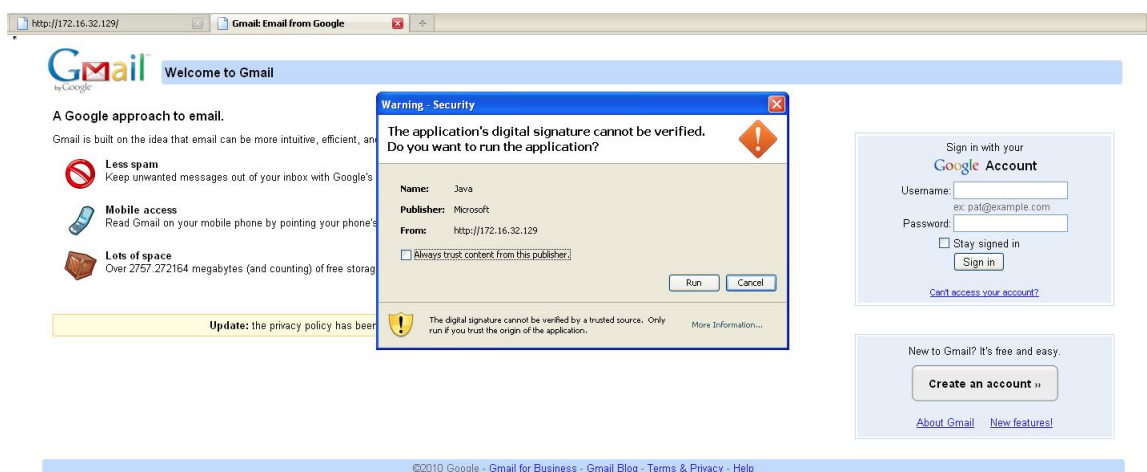 http://172.16.32.129/
Gmail: Email from Google
Gmail
by Google
Welcome to Gmail
A Google approach to email.
Gmail is built on the idea that email can be more intuitive, efficient, an
Less spam
Keep unwanted messages out of your inbox with Google's
Mobile access
Read Gmail on your mobile phone by pointing your phone's
Lots of space
Over 2757.272164 megabytes (and counting) of free storag
Update: the privacy policy has been
Warning - Security
The application's digital signature cannot be verified.
Do you want to run the application?
Name: Java
Publisher: Microsoft
From: http://172.16.32.129
Always trust content from this publisher.
Run
Cancel
The digital signature cannot be verified by a trusted source. Only
run if you trust the origin of the application.
More Information...
Sign in with your
Google Account
Username:
ex: pat@example.com
Password:
Stay signed in
Sign in
Can't access your account?
New to Gmail? It's free and easy.
Create an account »
About Gmail New features!
©2010 Google - Gmail for Business - Gmail Blog - Terms & Privacy - Help